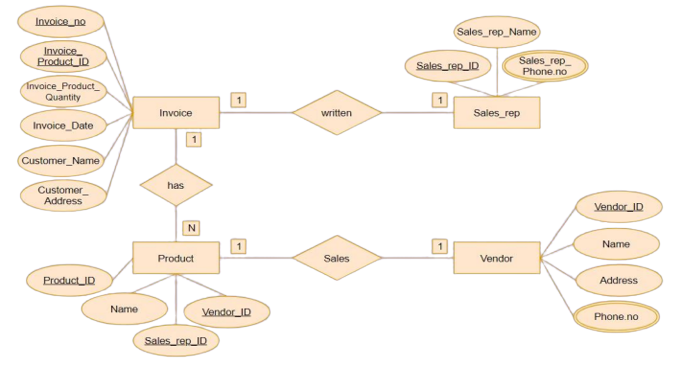 Invoice_no
Sales_rep_Name
Invoice_
Product_ID
Sales_rep_ID
Sales_rep_
Phone.no
Invoice_Product_
Quantity
1
1
Invoice
written
Sales_rep
Invoice_Date
1
Customer_Name
has
Customer_
Address
Vendor_ID
N
1
1
Name
Product
Sales
Vendor
Product_ID
Address
Name
Vendor_ID
Phone.no
Sales_rep_ID